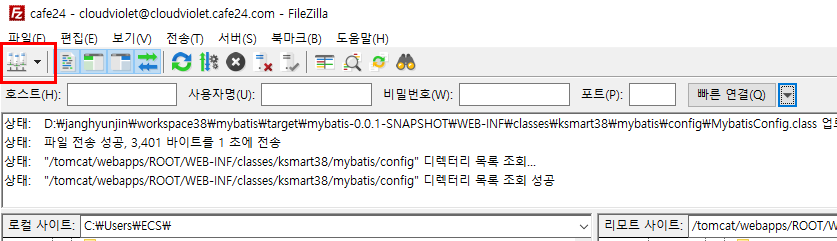 cafe24 - cloudviolet@cloudviolet.cafe24.com - FileZilla
파일(F) 편집(E) 보기(V) 전송(T) 서버(S) 북마크(B) 도움말(H)
호스트(H): 사용자명(U): 비밀번호(W): 포트(P): 빠른 연결(Q)
상태: D:₩janghyunjin₩workspace38₩mybatis₩target₩mybatis-0.0.1-SNAPSHOT₩WEB-INF₩classes₩ksmart38₩mybatis₩config₩MybatisConfig.class 업
상태: 파일 전송 성공, 3,401 바이트를 1 초에 전송
상태: "/tomcat/webapps/ROOT/WEB-INF/classes/ksmart38/mybatis/config" 디렉터리 목록 조회...
상태: "/tomcat/webapps/ROOT/WEB-INF/classes/ksmart38/mybatis/config" 디렉터리 목록 조회 성공
로컬 사이트: C:₩Users₩ECS₩ 리모트 사이트: /tomcat/webapps/ROOT/W